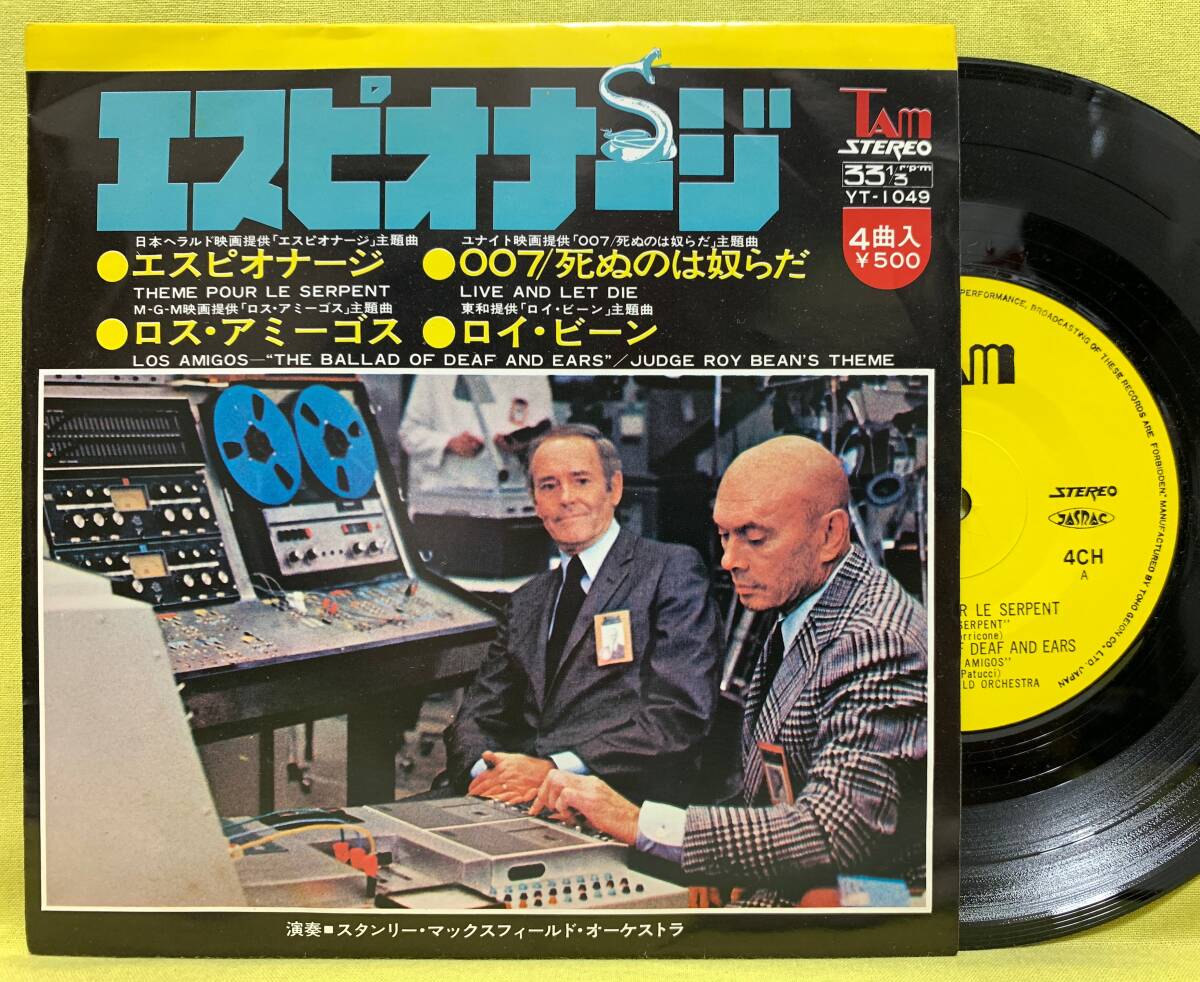 エスピオナージ
TAM
STEREO
33 1/3 r·p·m
YT-1049
4曲入
¥500
日本ヘラルド映画提供「エスピオナージ」主題曲
●エスピオナージ
THEME POUR LE SERPENT
ユナイト映画提供「007/死ぬのは奴らだ」主題曲
●007/死ぬのは奴らだ
LIVE AND LET DIE
M-G-M映画提供「ロス・アミーゴス」主題曲
●ロス・アミーゴス
東和提供「ロイ・ビーン」主題曲
●ロイ・ビーン
LOS AMIGOS—"THE BALLAD OF DEAF AND EARS"/JUDGE ROY BEAN'S THEME
演奏■スタンリー・マックスフィールド・オーケストラ
PERFORMANCE, BROADCASTING OF THESE RECORDS ARE FORBIDDEN. MANUFACTURED BY TOHO GEION CO., LTD. JAPAN
AM
STEREO
JASRAC
4CH
A
R LE SERPENT
SERPENT"
rricone)
F DEAF AND EARS
AMIGOS"
Patucci)
LD ORCHESTRA